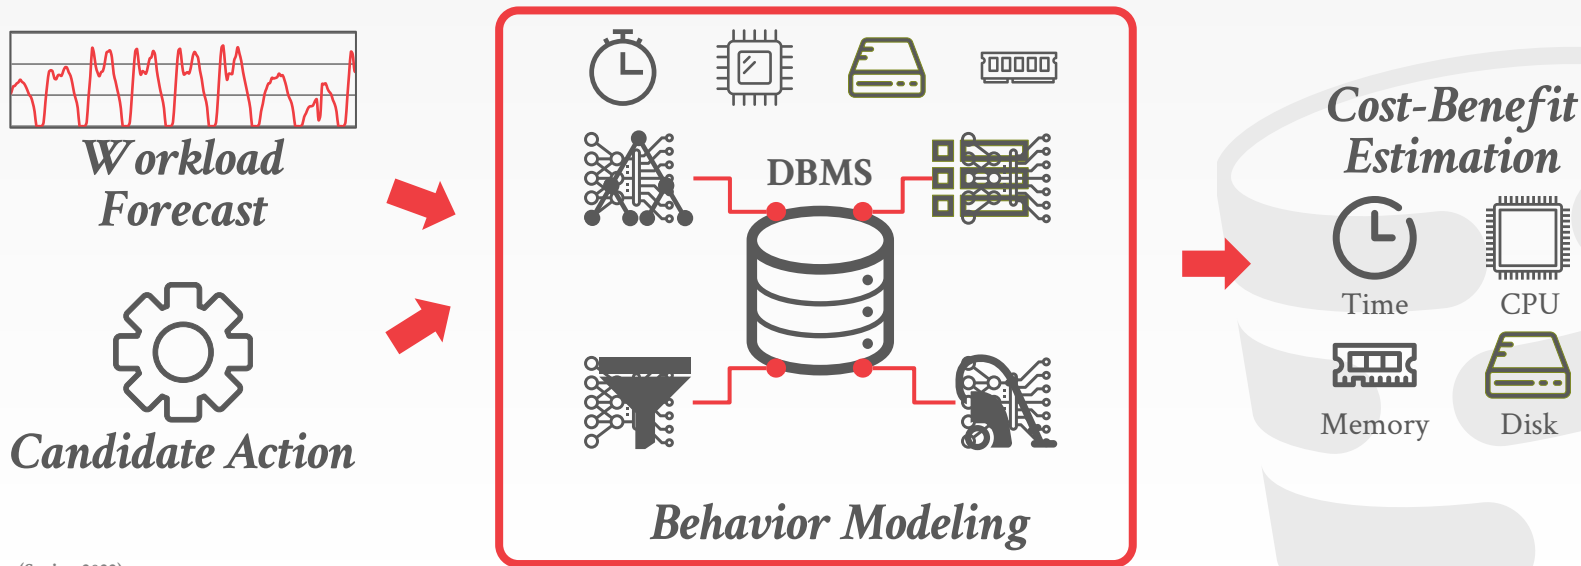 Workload
Forecast
Candidate Action
DBMS
Behavior Modeling
Cost-Benefit
Estimation
Time
CPU
Memory
Disk